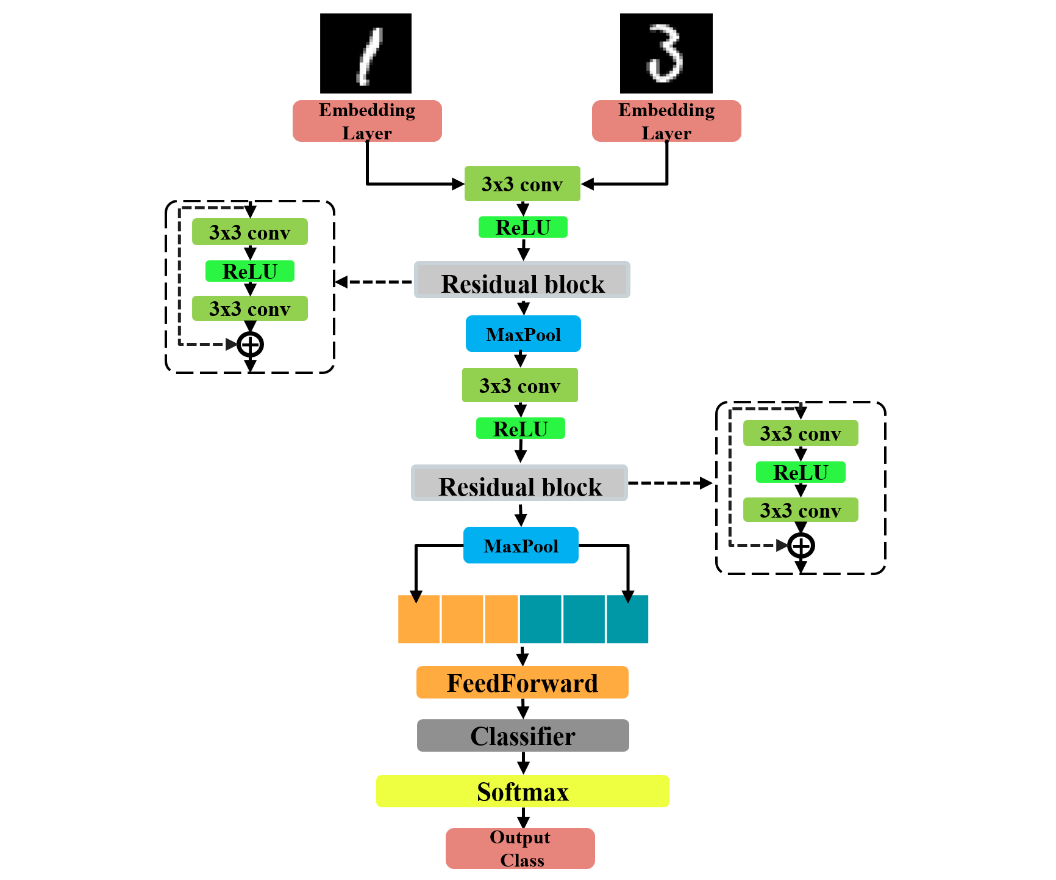 Embedding
Layer
Embedding
Layer
3x3 conv
ReLU
Residual block
MaxPool
3x3 conv
ReLU
Residual block
MaxPool
3x3 conv
ReLU
3x3 conv
3x3 conv
ReLU
3x3 conv
FeedForward
Classifier
Softmax
Output
Class